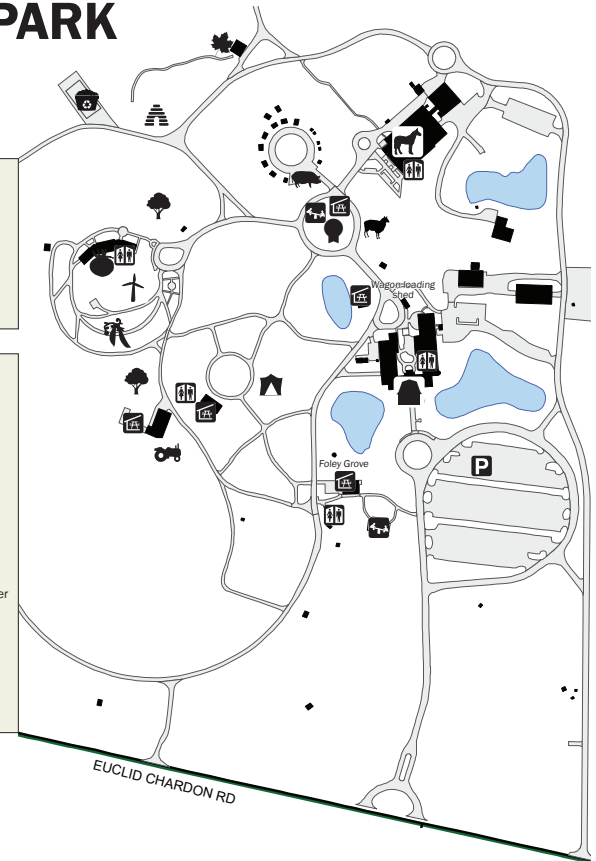 PARK
Wagon loading
shed
Foley Grove
P
er
EUCLID CHARDON RD